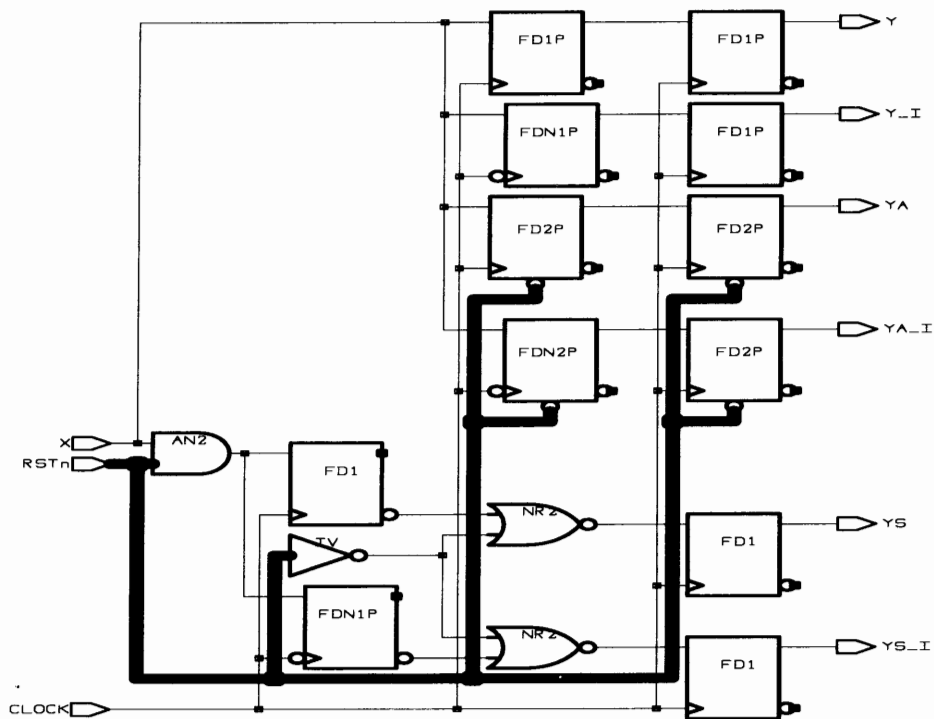 FD1P FD1P Y
FDN1P FD1P Y_I
FD2P FD2P YA
FDN2P FD2P YA_I
X AN2
RSTn
FD1
NR2 YS
IV FD1
FDN1P
NR2 YS_I
FD1
CLOCK